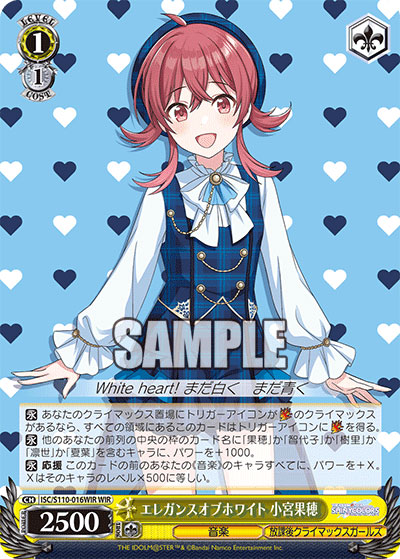 LEVEL
1
1
COST
SAMPLE
White heart! まだ白く　まだ青く
永 あなたのクライマックス置場にトリガーアイコンが のクライマックス
があるなら、すべての領域にあるこのカードはトリガーアイコンに を得る。
永 他のあなたの前列の中央の枠のカード名に「果穂」か「智代子」か「樹里」か
「凛世」か「夏葉」を含むキャラに、パワーを＋1000。
永 応援 このカードの前のあなたの《音楽》のキャラすべてに、パワーを＋X。
XはそのキャラのレベルX500に等しい。
CH ISC/S110-016WIR WIR
POWER 2500
エレガンスオブホワイト 小宮果穂
SHINYCOLORS
音楽
放課後クライマックスガールズ
THE IDOLM@STER™＆©Bandai Namco Entertainment Inc.